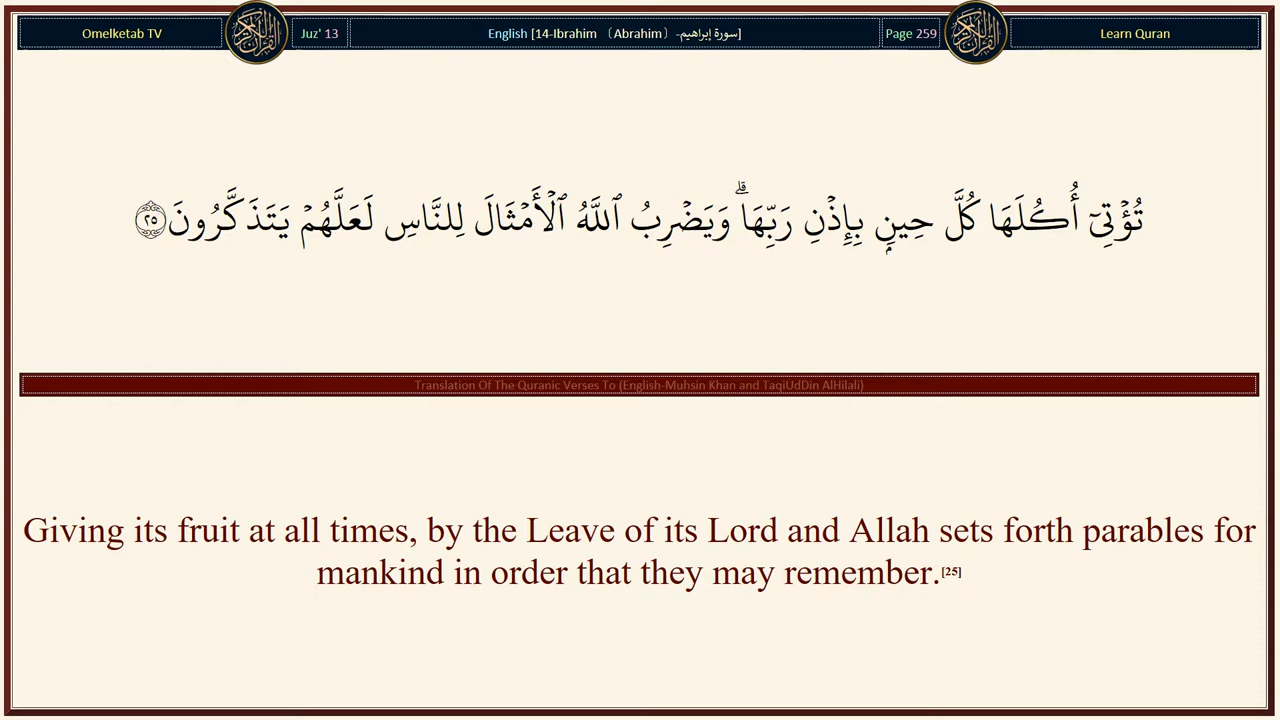 Omelketab TV
Juz' 13
English [14-Ibrahim （Abrahim）-سورة إبراهيم]
Page 259
Learn Quran
تُؤۡتِيٓ أُكُلَهَا كُلَّ حِينِۭ بِإِذۡنِ رَبِّهَاۗ وَيَضۡرِبُ ٱللَّهُ ٱلۡأَمۡثَالَ لِلنَّاسِ لَعَلَّهُمۡ يَتَذَكَّرُونَ ٢٥
Translation Of The Quranic Verses To (English-Muhsin Khan and TaqiUdDin AlHilali)
Giving its fruit at all times, by the Leave of its Lord and Allah sets forth parables for
mankind in order that they may remember.[25]